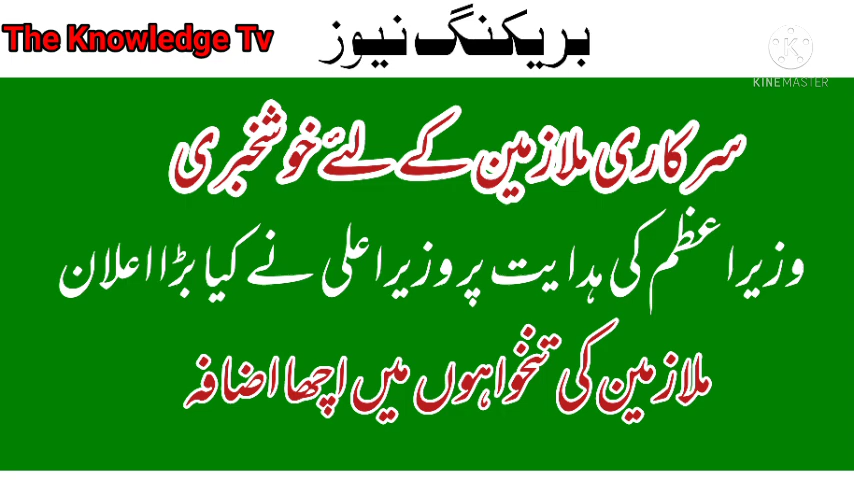 The Knowledge Tv
بریکنگ نیوز
KINEMASTER
سرکاری ملازمین کے لئے خوشخبری
وزیراعظم کی ہدایت پر وزیراعلی نے کیا بڑا اعلان
ملازمین کی تنخواہوں میں اچھا اضافہ